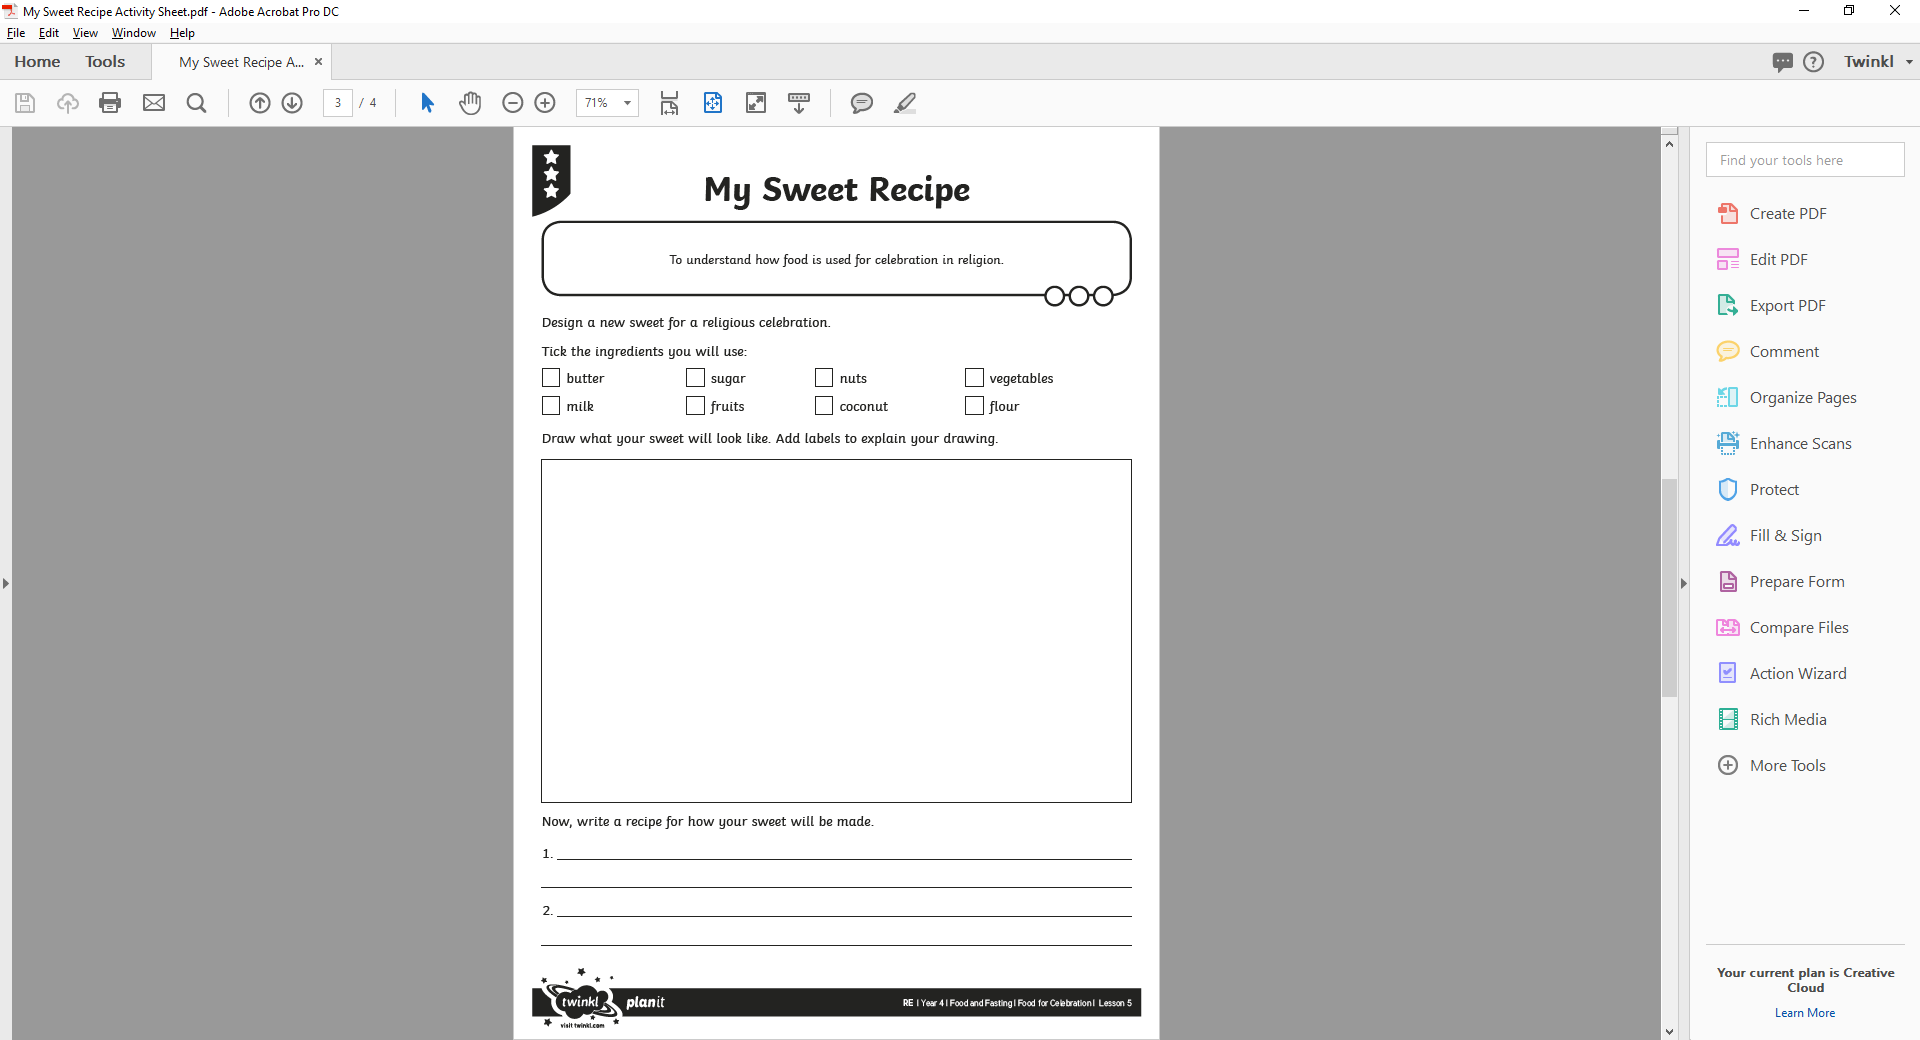 My Sweet Recipe Activity Sheet.pdf - Adobe Acrobat Pro DC
File Edit View Window Help
Home Tools My Sweet Recipe A... Twinkl
3 / 4 71%
Find your tools here
Create PDF
Edit PDF
Export PDF
Comment
Organize Pages
Enhance Scans
Protect
Fill & Sign
Prepare Form
Compare Files
Action Wizard
Rich Media
More Tools
Your current plan is Creative
Cloud
Learn More
My Sweet Recipe
To understand how food is used for celebration in religion.
Design a new sweet for a religious celebration.
Tick the ingredients you will use:
butter sugar nuts vegetables
milk fruits coconut flour
Draw what your sweet will look like. Add labels to explain your drawing.
Now, write a recipe for how your sweet will be made.
1.
2.
twinkl planit
visit twinkl.com
RE | Year 4 | Food and Fasting | Food for Celebration | Lesson 5